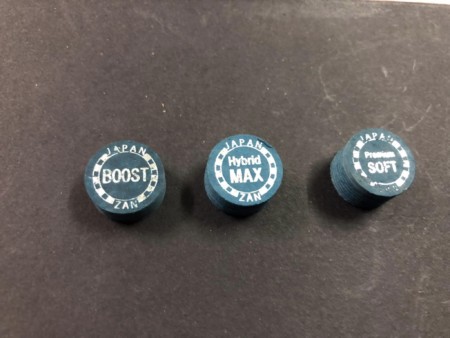 JAPAN
BOOST
ZAN
JAPAN
Hybrid
MAX
ZAN
JAPAN
Premium
SOFT